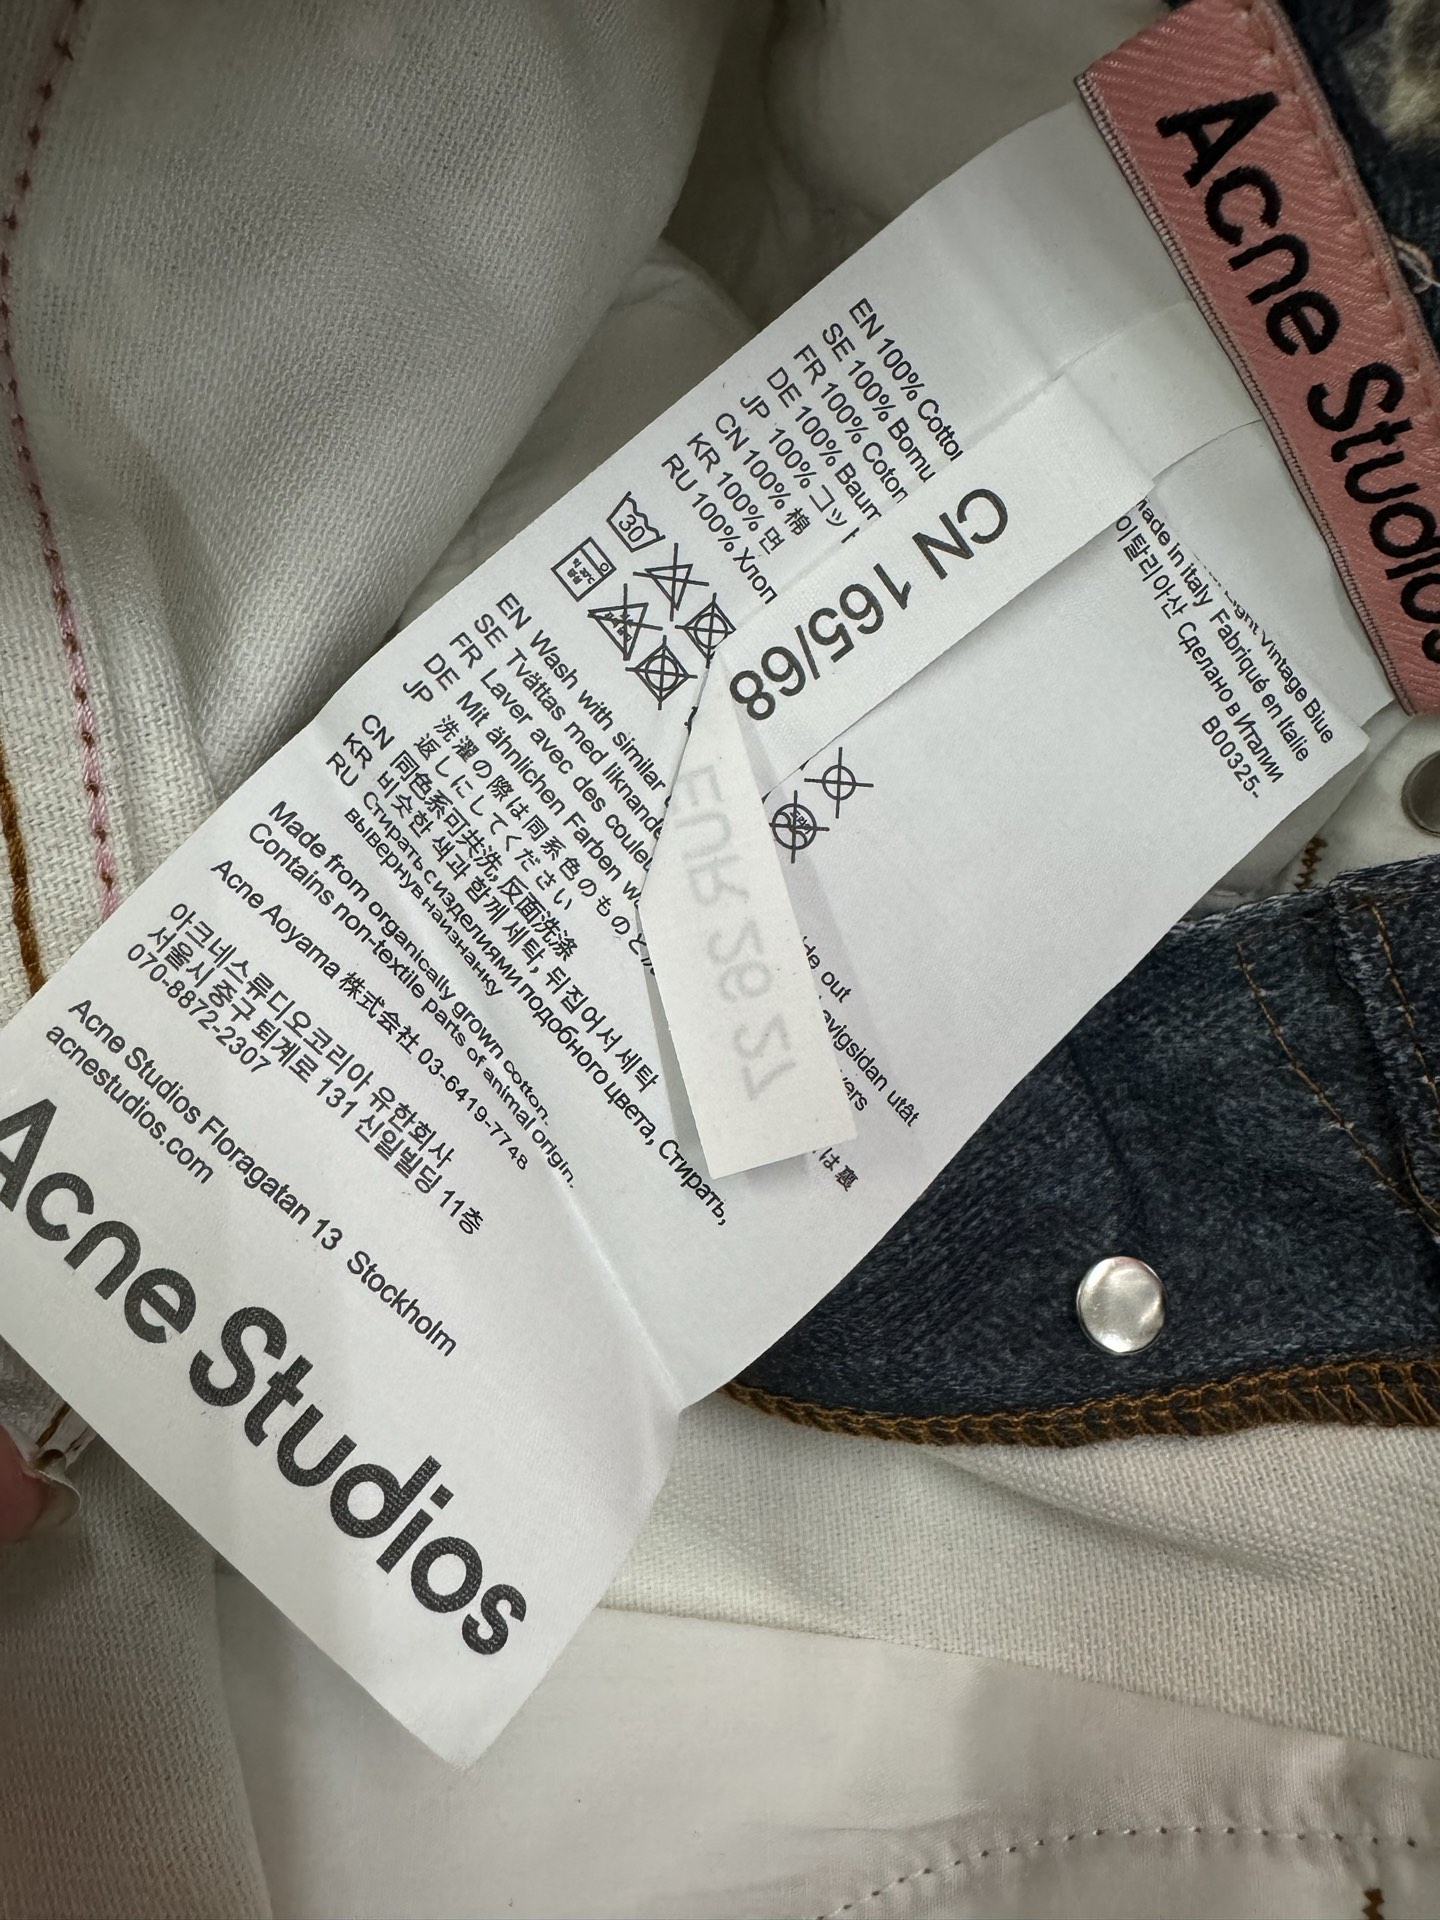 Acne Studios
EN 100% Cotton
SE 100% Bomu
FR 100% Coton
DE 100% Baum
JP 100% コット
CN 100% 棉
KR 100% 면
RU 100% Хлопо
CN 165/68
Light Vintage Blue
Made in Italy Fabriqué en Italie
이탈리아산 Сделано в Италии
B00325-
30
EN Wash with similar
SE Tvättas med liknande
FR Laver avec des couleu
DE Mit ähnlichen Farben w
JP 洗濯の際は同系色のものと
返しにしてください
CN 同色系可共洗, 反面洗涤
KR 비슷한 색과 함께 세탁, 뒤집어서 세탁
RU Стирать с изделиями подобного цвета, Стирать,
вывернув наизнанку
ide out
avigsidan utåt
vers
は裏
Made from organically grown cotton.
Contains non-textile parts of animal origin.
Acne Aoyama 株式会社 03-6419-7748
아크네스튜디오코리아 유한회사
서울시 중구 퇴계로 131 신일빌딩 11층
070-8872-2307
Acne Studios Floragatan 13 Stockholm
acnestudios.com
Acne Studios